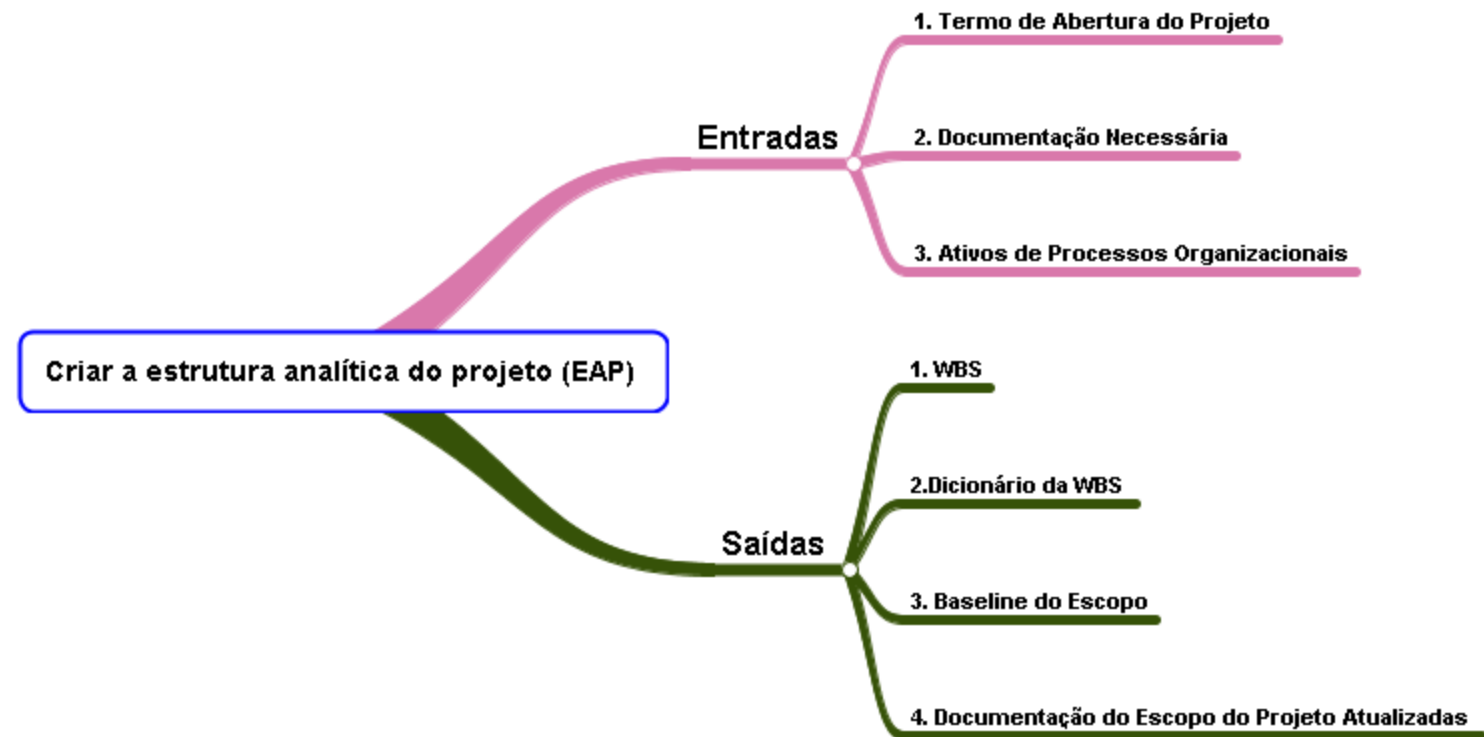 1. Termo de Abertura do Projeto
Entradas
2. Documentação Necessária
3. Ativos de Processos Organizacionais
Criar a estrutura analítica do projeto (EAP)
1. WBS
2.Dicionário da WBS
Saídas
3. Baseline do Escopo
4. Documentação do Escopo do Projeto Atualizadas